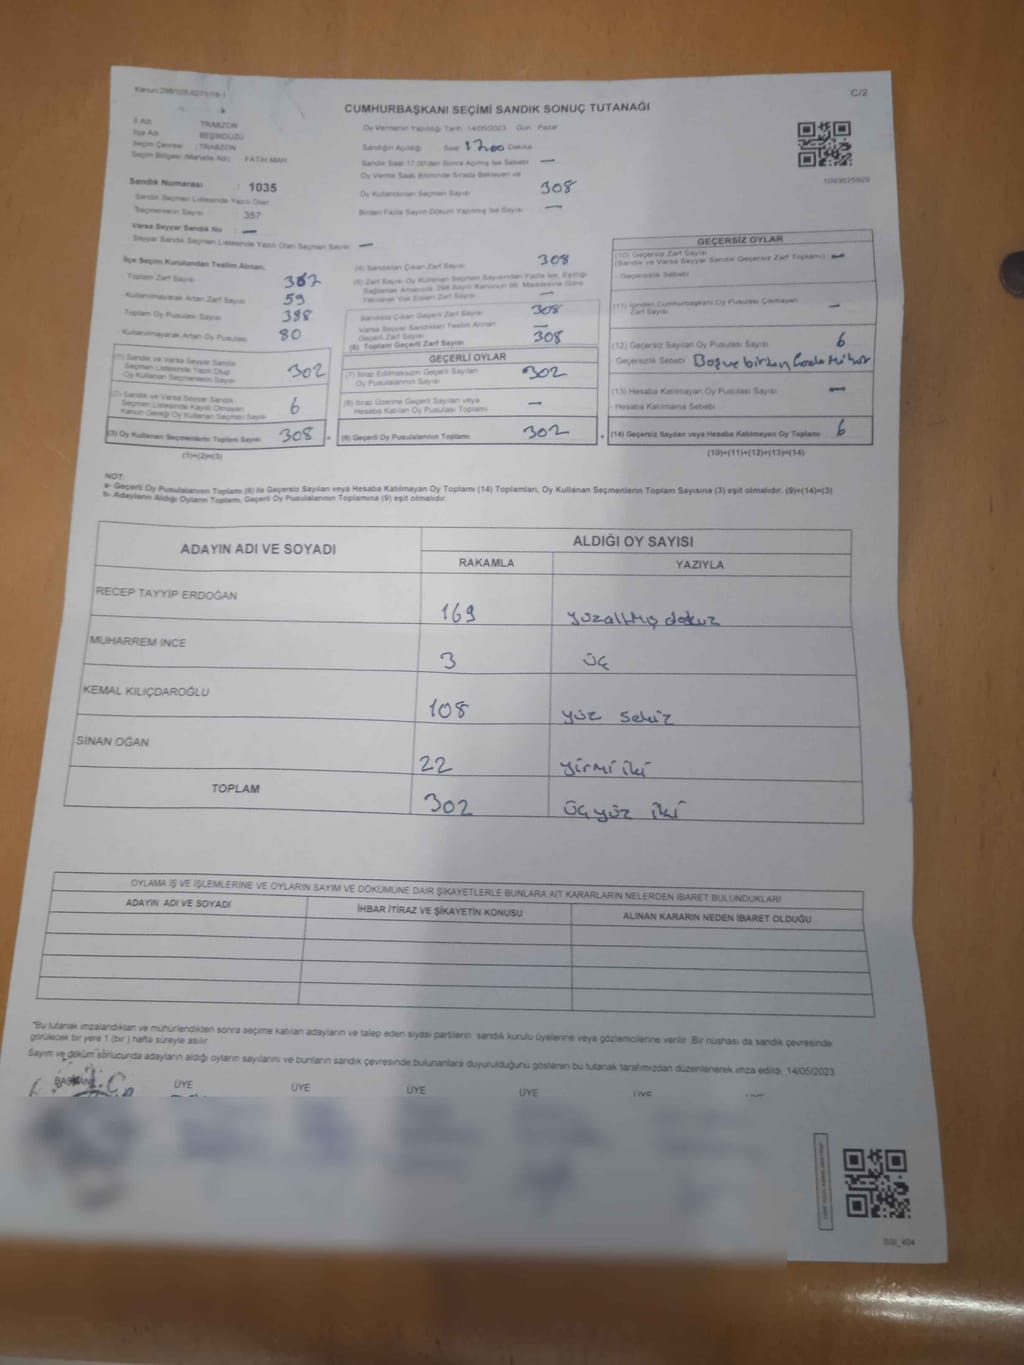 Kanun:298/105,6271/19-1
C/2
CUMHURBAŞKANI SEÇİMİ SANDIK SONUÇ TUTANAĞI
İl Adı : TRABZON
İlçe Adı : BEŞİKDÜZÜ
Seçim Çevresi : TRABZON
Seçim Bölgesi (Mahalle Adı) : FATİH MAH
Sandık Numarası : 1035
Sandık Seçmen Listesinde Yazılı Olan
Seçmenlerin Sayısı : 357
Varsa Seyyar Sandık No : —
Seyyar Sandık Seçmen Listesinde Yazılı Olan Seçmen Sayısı : —
Oy Vermenin Yapıldığı Tarih: 14/05/2023 Gün: Pazar
Sandığın Açıldığı Saat 17.00 Dakika
Sandık Saat 17:00'den Sonra Açılmış İse Sebebi —
Oy Verme Saati Bitiminde Sırada Bekleyen ve
Oy Kullandırılan Seçmen Sayısı 308
Birden Fazla Sayım Döküm Yapılmış İse Sayısı —
1093625929
İlçe Seçim Kurulundan Teslim Alınan;
- Toplam Zarf Sayısı
- Kullanılmayarak Artan Zarf Sayısı 59
- Toplam Oy Pusulası Sayısı 388
- Kullanılmayarak Artan Oy Pusulası 80
(1) Sandık ve Varsa Seyyar Sandık
Seçmen Listesinde Yazılı Olup
Oy Kullanan Seçmenlerin Sayısı 302
(2) Sandık ve Varsa Seyyar Sandık
Seçmen Listesinde Kayıtlı Olmayan
Kanun Gereği Oy Kullanan Seçmen Sayısı 6
(3) Oy Kullanan Seçmenlerin Toplam Sayısı 308
(1)+(2)=(3)
(4) Sandıktan Çıkan Zarf Sayısı 308
(5) Zarf Sayısı Oy Kullanan Seçmen Sayısından Fazla İse, Eşitliği
Sağlamak Amacıyla, 298 Sayılı Kanunun 98. Maddesine Göre
Yakılarak Yok Edilen Zarf Sayısı —
Sandıkta Çıkan Geçerli Zarf Sayısı 308
Varsa Seyyar Sandıktan Teslim Alınan
Geçerli Zarf Sayısı —
(6) Toplam Geçerli Zarf Sayısı 308
GEÇERLİ OYLAR
(7) İtiraz Edilmeksizin Geçerli Sayılan
Oy Pusulalarının Sayısı 302
(8) İtiraz Üzerine Geçerli Sayılan veya
Hesaba Katılan Oy Pusulası Toplamı —
= (9) Geçerli Oy Pusulalarının Toplamı 302
GEÇERSİZ OYLAR
(10) Geçersiz Zarf Sayısı
(Sandık ve Varsa Seyyar Sandık Geçersiz Zarf Toplamı) —
- Geçersizlik Sebebi
(11) İçinden Cumhurbaşkanı Oy Pusulası Çıkmayan
Zarf Sayısı —
(12) Geçersiz Sayılan Oy Pusulası Sayısı 6
- Geçersizlik Sebebi Boş ve birden fazla Mühür
(13) Hesaba Katılmayan Oy Pusulası Sayısı —
- Hesaba Katılmama Sebebi
+ (14) Geçersiz Sayılan veya Hesaba Katılmayan Oy Toplamı 6
(10)+(11)+(12)+(13)=(14)
NOT:
a- Geçerli Oy Pusulalarının Toplamı (9) ile Geçersiz Sayılan veya Hesaba Katılmayan Oy Toplamı (14) Toplamları, Oy Kullanan Seçmenlerin Toplam Sayısına (3) eşit olmalıdır. (9)+(14)=(3)
b- Adayların Aldığı Oyların Toplamı, Geçerli Oy Pusulalarının Toplamına (9) eşit olmalıdır.
ADAYIN ADI VE SOYADI ALDIĞI OY SAYISI
RAKAMLA YAZIYLA
RECEP TAYYİP ERDOĞAN 169 yüzaltmış dokuz
MUHARREM İNCE 3 üç
KEMAL KILIÇDAROĞLU 108 yüz sekiz
SİNAN OĞAN 22 yirmi iki
TOPLAM 302 üçyüz iki
OYLAMA İŞ VE İŞLEMLERİNE VE OYLARIN SAYIM VE DÖKÜMÜNE DAİR ŞİKAYETLERLE BUNLARA AİT KARARLARIN NELERDEN İBARET BULUNDUKLARI
ADAYIN ADI VE SOYADI İHBAR İTİRAZ VE ŞİKAYETİN KONUSU ALINAN KARARIN NEDEN İBARET OLDUĞU
"Bu tutanak imzalandıktan ve mühürlendikten sonra seçime katılan adayların ve talep eden siyasi partilerin sandık kurulu üyelerine veya gözlemcilerine verilir. Bir nüshası da sandık çevresinde
görülecek bir yere 1 (bir) hafta süreyle asılır.
Sayım ve döküm sonucunda adayların aldığı oyların sayılarını ve bunların sandık çevresinde bulunanlara duyurulduğunu gösteren bu tutanak tarafımızdan düzenlenerek imza edildi. 14/05/2023
BAŞKAN ÜYE ÜYE ÜYE ÜYE ÜYE